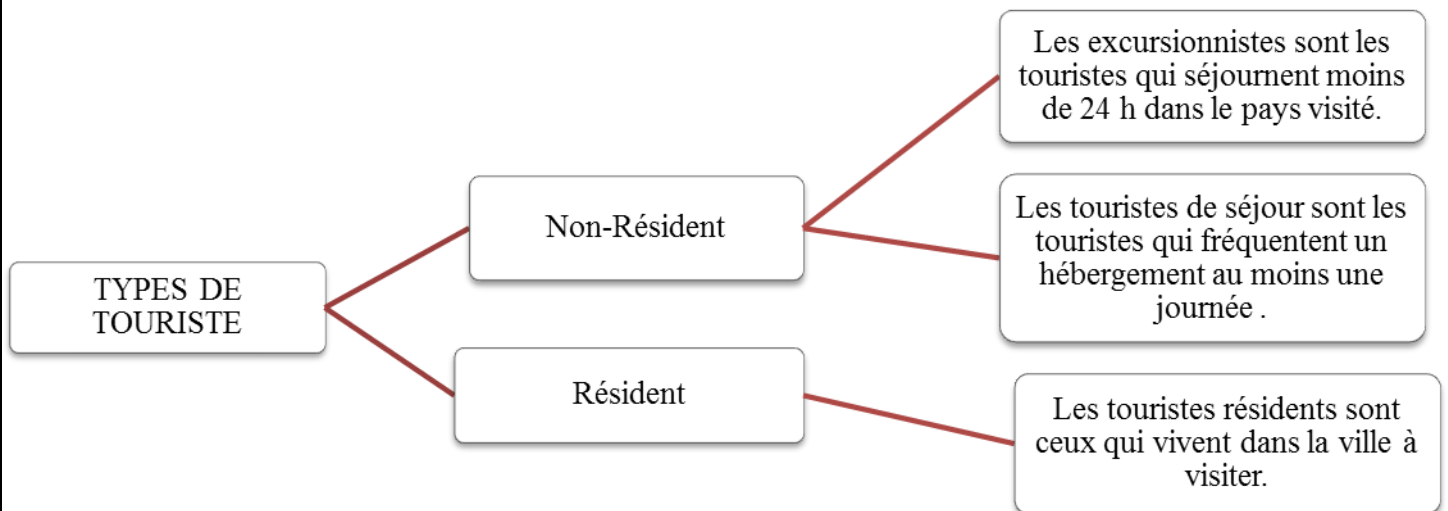 TYPES DE
TOURISTE
Non-Résident
Les excursionnistes sont les
touristes qui séjournent moins
de 24 h dans le pays visité.
Les touristes de séjour sont les
touristes qui fréquentent un
hébergement au moins une
journée .
Résident
Les touristes résidents sont
ceux qui vivent dans la ville à
visiter.